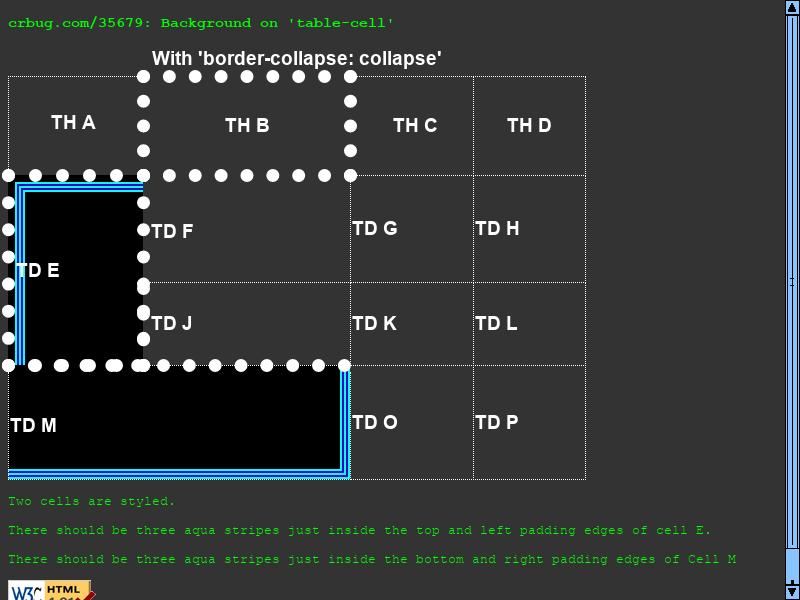 crbug.com/35679: Background on 'table-cell'
With 'border-collapse: collapse'
TH A TH B TH C TH D
TD E TD F TD G TD H
TD J TD K TD L
TD M TD O TD P
Two cells are styled.
There should be three aqua stripes just inside the top and left padding edges of cell E.
There should be three aqua stripes just inside the bottom and right padding edges of Cell M
W3C HTML